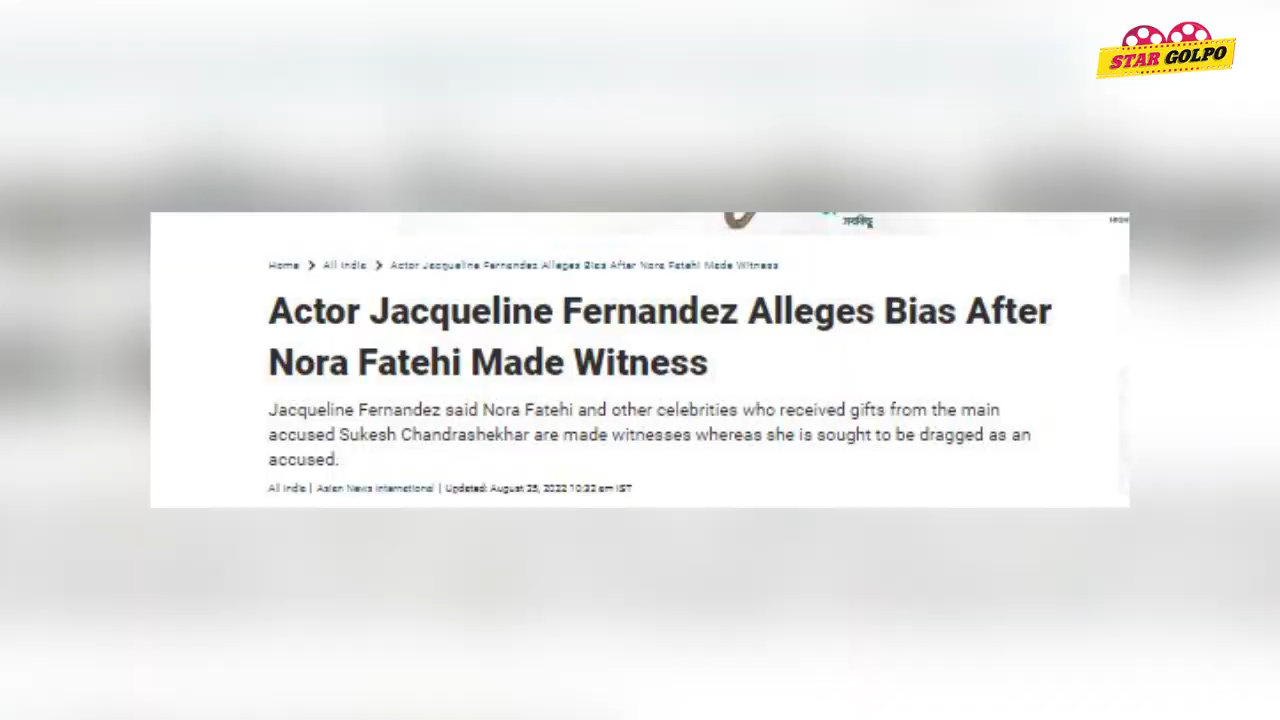 STAR GOLPO
Home > All India > Actor Jacqueline Fernandez Alleges Bias After Nora Fatehi Made Witness
Actor Jacqueline Fernandez Alleges Bias After
Nora Fatehi Made Witness
Jacqueline Fernandez said Nora Fatehi and other celebrities who received gifts from the main
accused Sukesh Chandrashekhar are made witnesses whereas she is sought to be dragged as an
accused.
All India | Asian News International | Updated: August 25, 2022 10:32 am IST